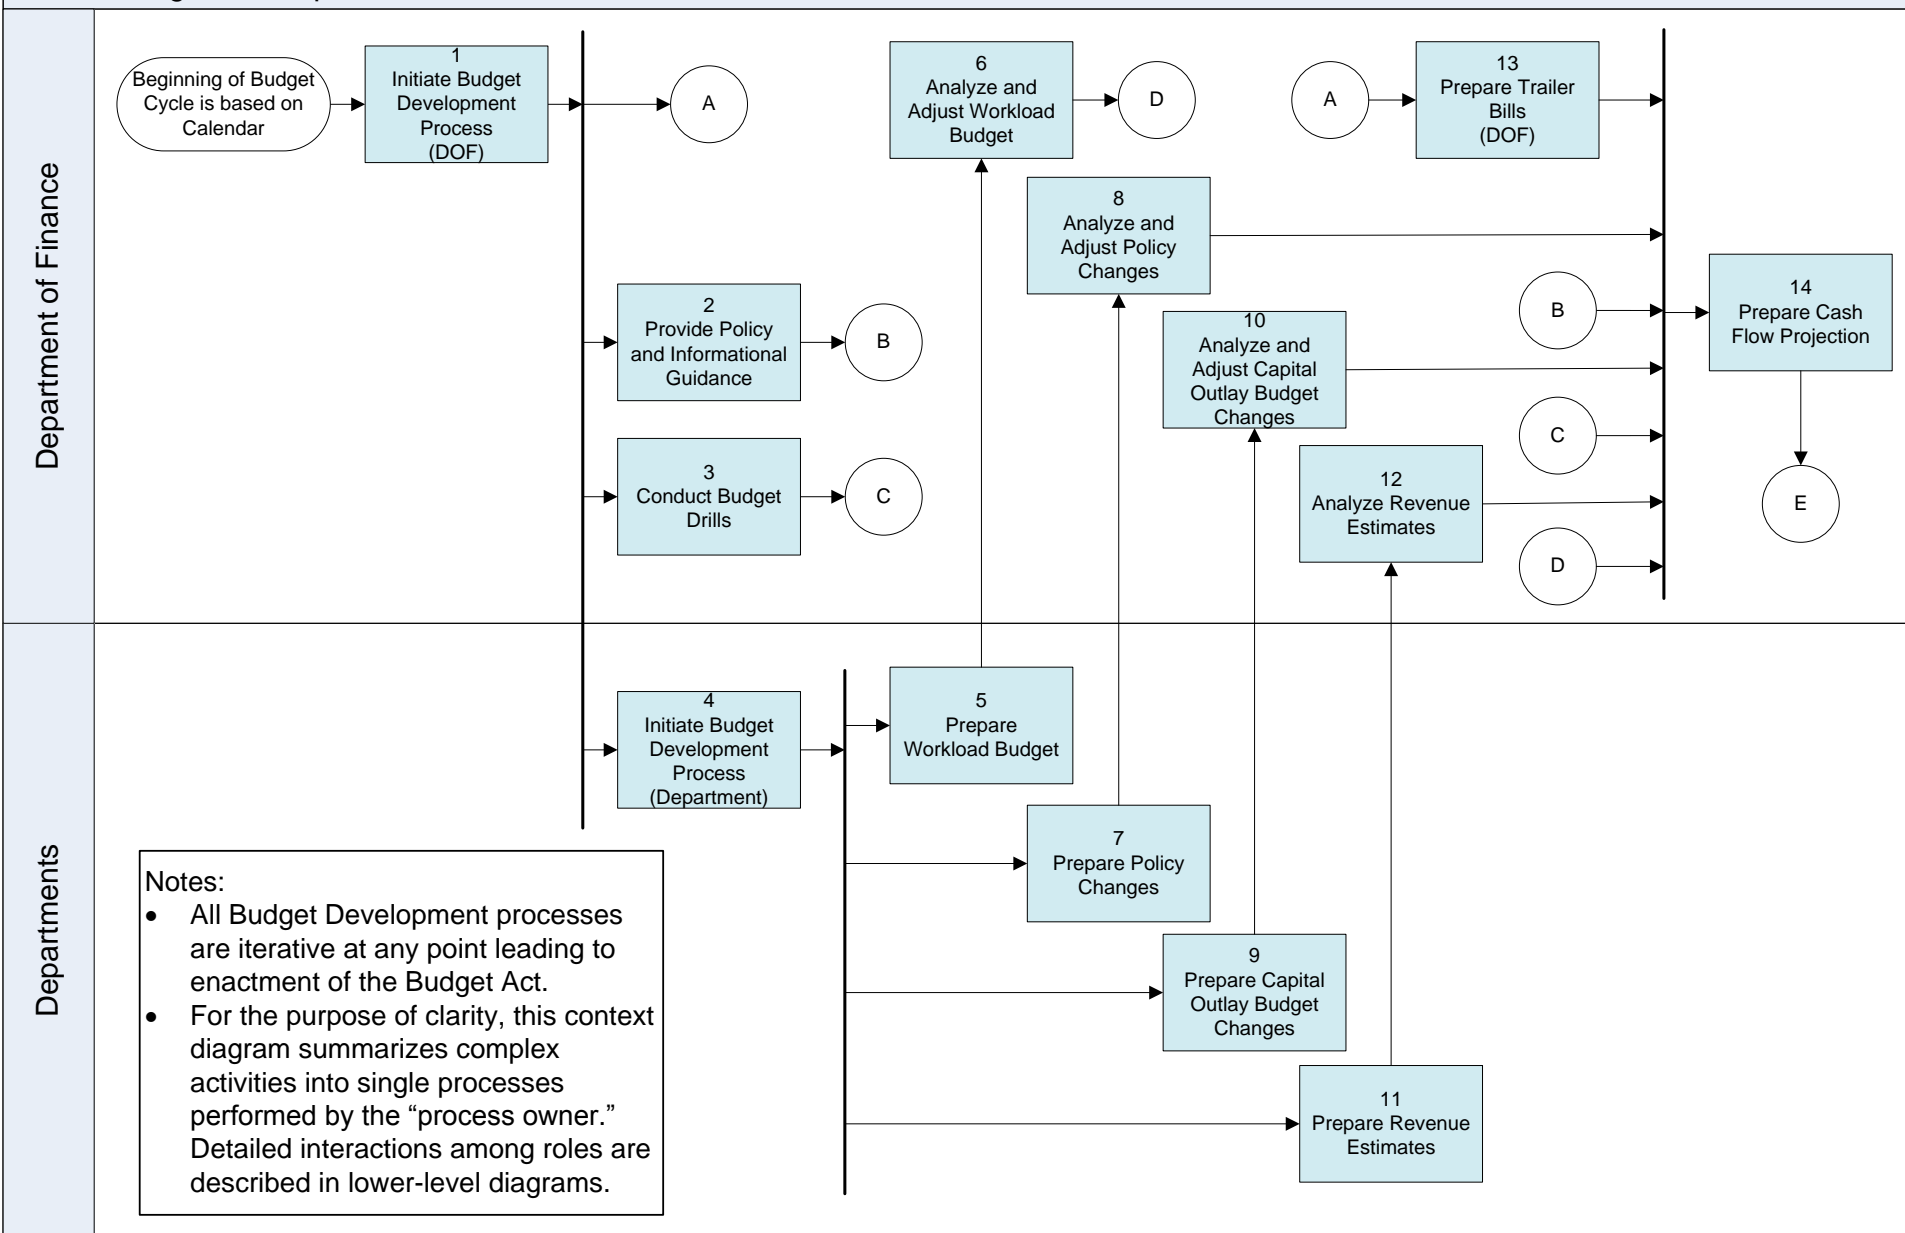 Department of Finance
Beginning of Budget
Cycle is based on
Calendar
1
Initiate Budget
Development
Process
(DOF)
A
2
Provide Policy
and Informational
Guidance
B
3
Conduct Budget
Drills
C
6
Analyze and
Adjust Workload
Budget
D
8
Analyze and
Adjust Policy
Changes
10
Analyze and
Adjust Capital
Outlay Budget
Changes
12
Analyze Revenue
Estimates
A
13
Prepare Trailer
Bills
(DOF)
B
C
D
14
Prepare Cash
Flow Projection
E
Departments
4
Initiate Budget
Development
Process
(Department)
5
Prepare
Workload Budget
7
Prepare Policy
Changes
9
Prepare Capital
Outlay Budget
Changes
11
Prepare Revenue
Estimates
Notes:
• All Budget Development processes
are iterative at any point leading to
enactment of the Budget Act.
• For the purpose of clarity, this context
diagram summarizes complex
activities into single processes
performed by the “process owner.”
Detailed interactions among roles are
described in lower-level diagrams.